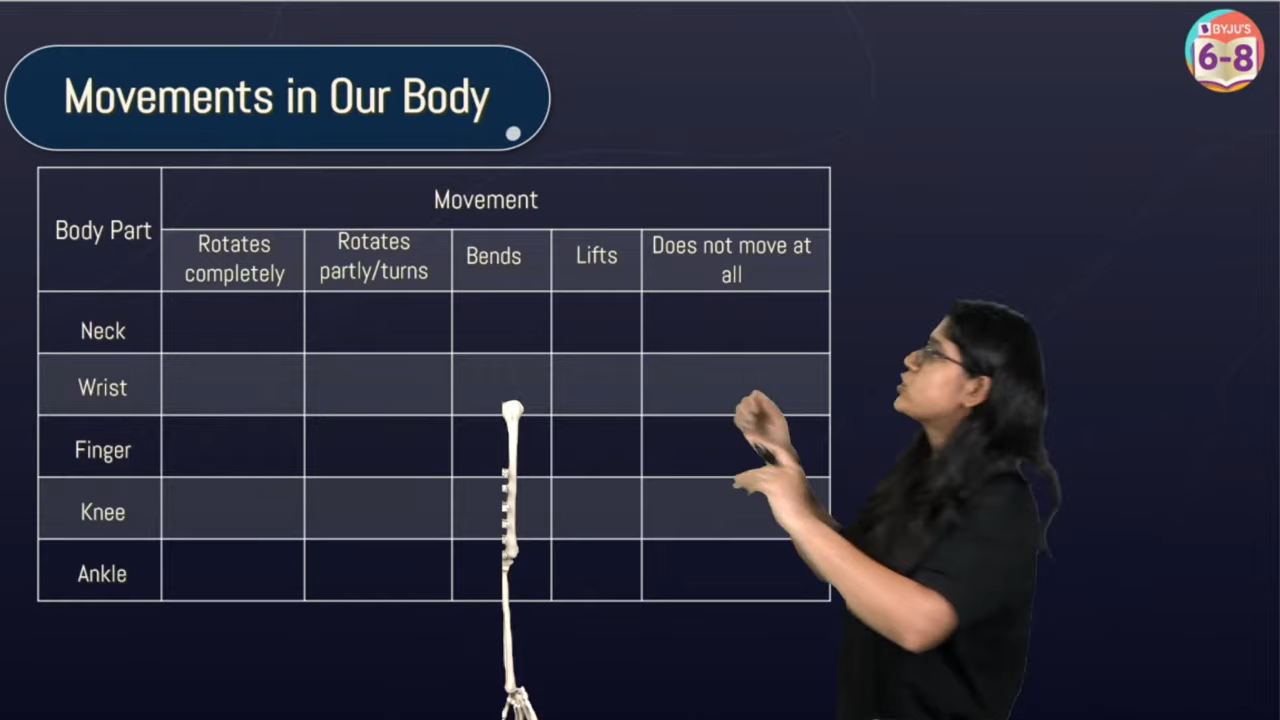 BYJU'S
6-8
Movements in Our Body
Body Part
Movement
Rotates
completely
Rotates
partly/turns
Bends
Lifts
Does not move at
all
Neck
Wrist
Finger
Knee
Ankle